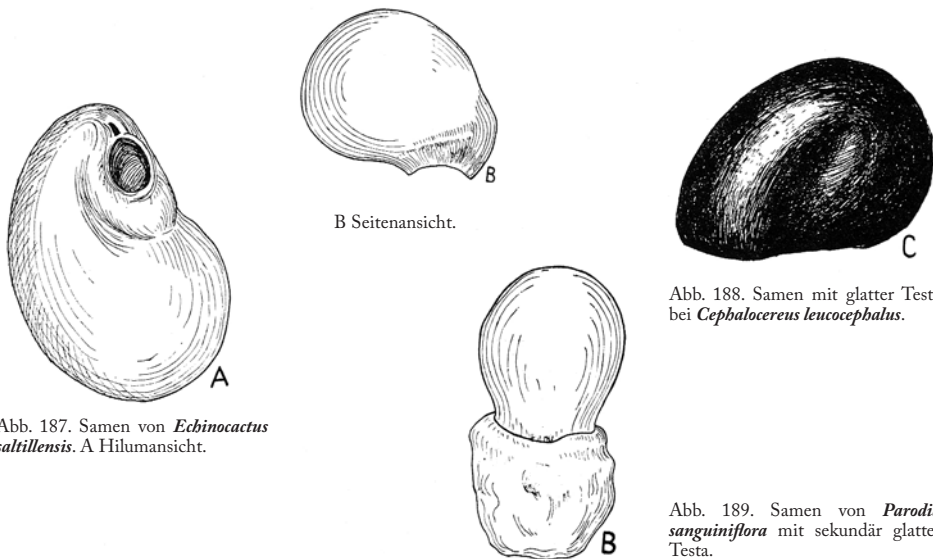 B
B Seitenansicht.
A
Abb. 187. Samen von Echinocactus
saltillensis. A Hilumansicht.
C
Abb. 188. Samen mit glatter Test
bei Cephalocereus leucocephalus.
B
Abb. 189. Samen von Parodi
sanguiniflora mit sekundär glatte
Testa.